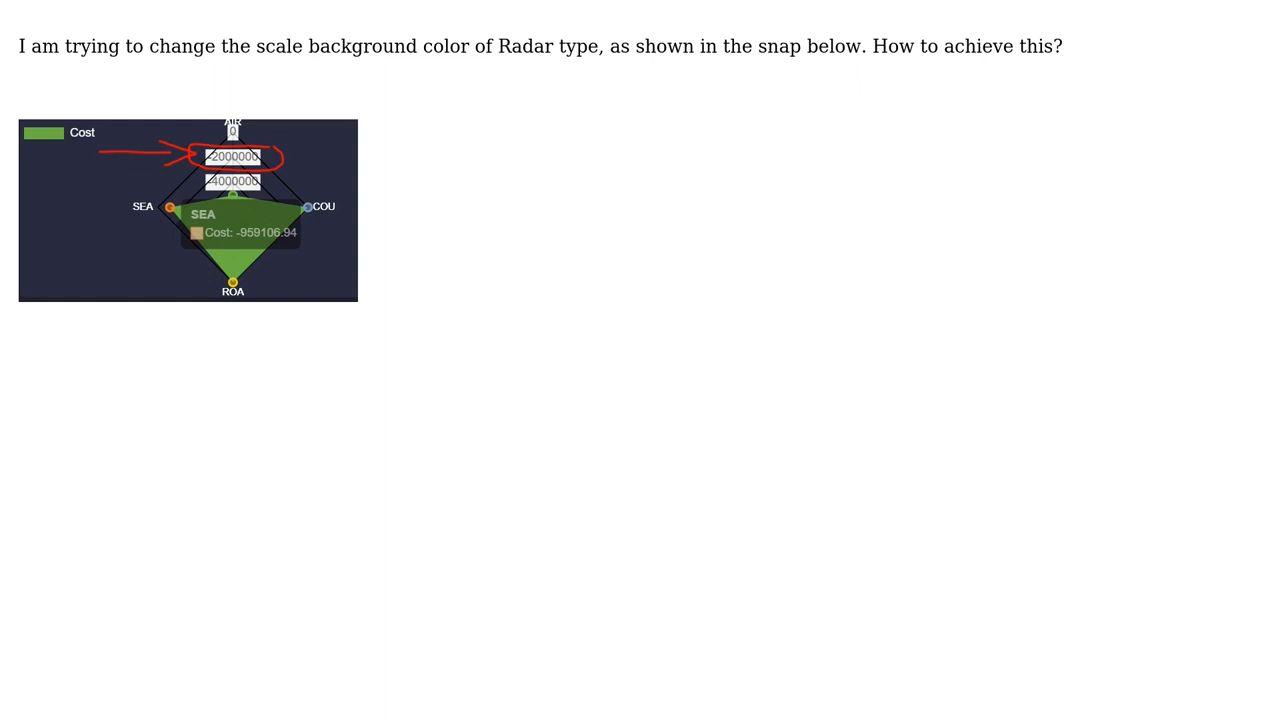 I am trying to change the scale background color of Radar type, as shown in the snap below. How to achieve this?
Cost
AIR
0
-2000000
-4000000
SEA
COU
SEA
Cost: -959106.94
ROA